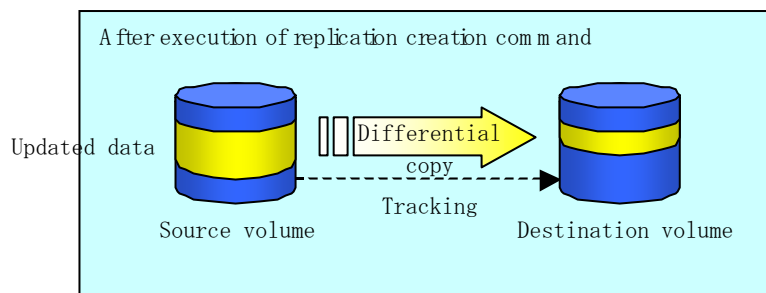 After execution of replication creation command
Updated data
Differential
copy
Tracking
Source volume
Destination volume